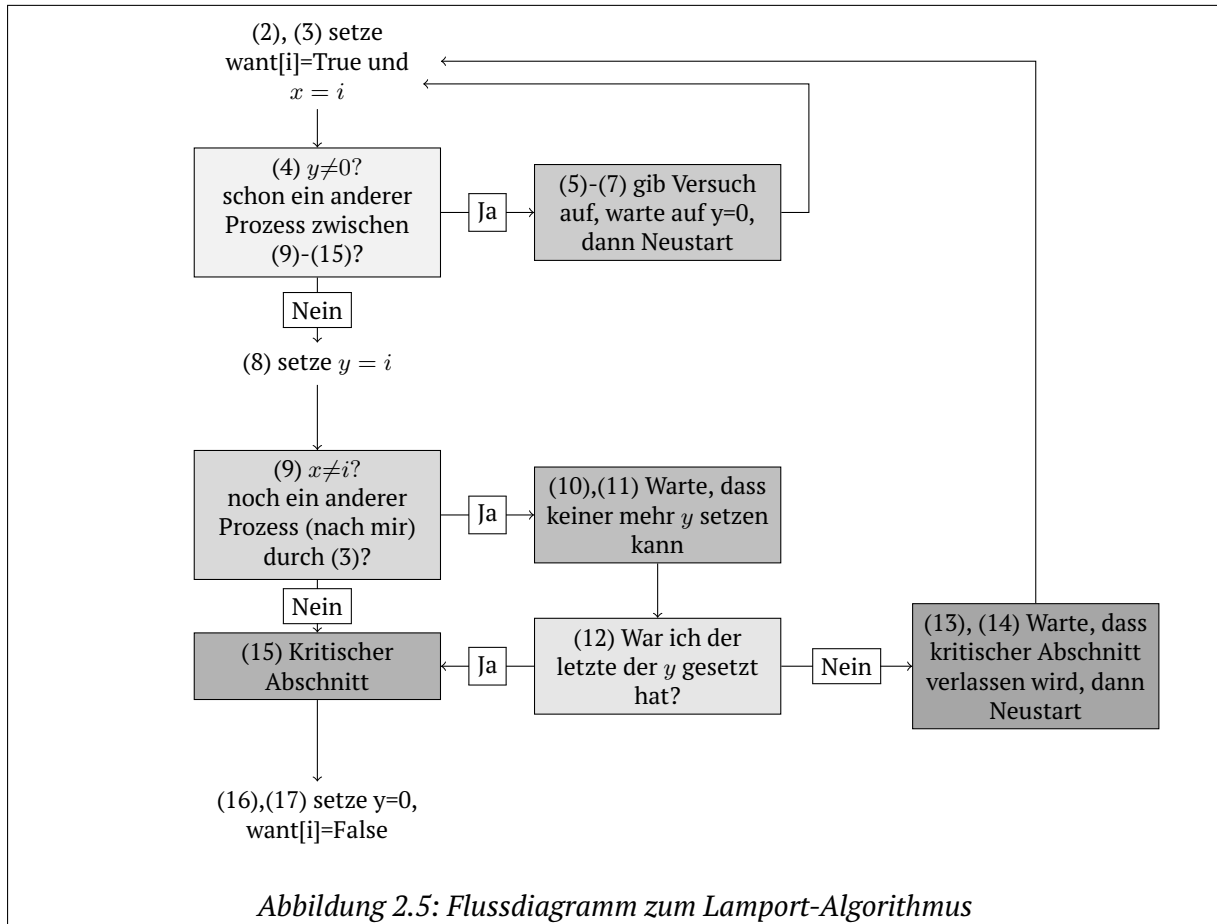 (2), (3) setze
want[i]=True und
x = i
(4) y≠0?
schon ein anderer
Prozess zwischen
(9)-(15)?
Ja
(5)-(7) gib Versuch
auf, warte auf y=0,
dann Neustart
Nein
(8) setze y = i
(9) x≠i?
noch ein anderer
Prozess (nach mir)
durch (3)?
Ja
(10),(11) Warte, dass
keiner mehr y setzen
kann
Nein
(15) Kritischer
Abschnitt
Ja
(12) War ich der
letzte der y gesetzt
hat?
Nein
(13), (14) Warte, dass
kritischer Abschnitt
verlassen wird, dann
Neustart
(16),(17) setze y=0,
want[i]=False
Abbildung 2.5: Flussdiagramm zum Lamport-Algorithmus